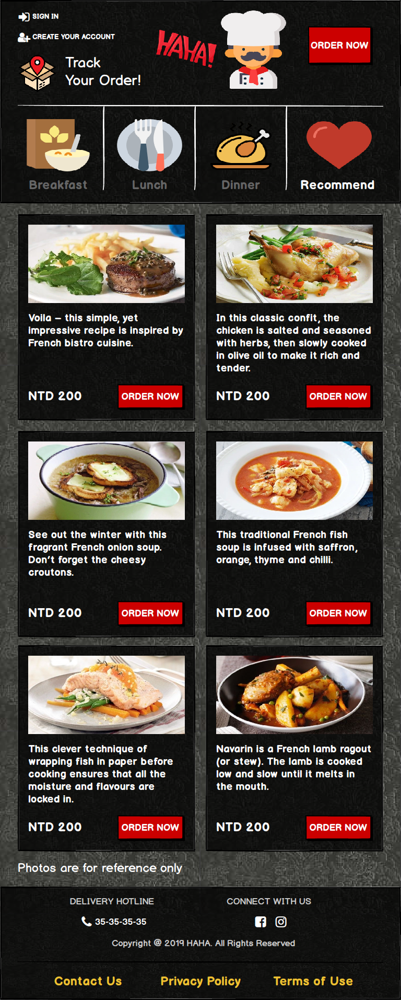 SIGN IN
CREATE YOUR ACCOUNT
Track
Your Order!
HAHA!
ORDER NOW
Breakfast
Lunch
Dinner
Recommend
Voila – this simple, yet
impressive recipe is inspired by
French bistro cuisine.
NTD 200
ORDER NOW
In this classic confit, the
chicken is salted and seasoned
with herbs, then slowly cooked
in olive oil to make it rich and
tender.
NTD 200
ORDER NOW
See out the winter with this
fragrant French onion soup.
Don't forget the cheesy
croutons.
NTD 200
ORDER NOW
This traditional French fish
soup is infused with saffron,
orange, thyme and chilli.
NTD 200
ORDER NOW
This clever technique of
wrapping fish in paper before
cooking ensures that all the
moisture and flavours are
locked in.
NTD 200
ORDER NOW
Navarin is a French lamb ragout
(or stew). The lamb is cooked
low and slow until it melts in
the mouth.
NTD 200
ORDER NOW
Photos are for reference only
DELIVERY HOTLINE
35-35-35-35
CONNECT WITH US
Copyright @ 2019 HAHA. All Rights Reserved
Contact Us
Privacy Policy
Terms of Use